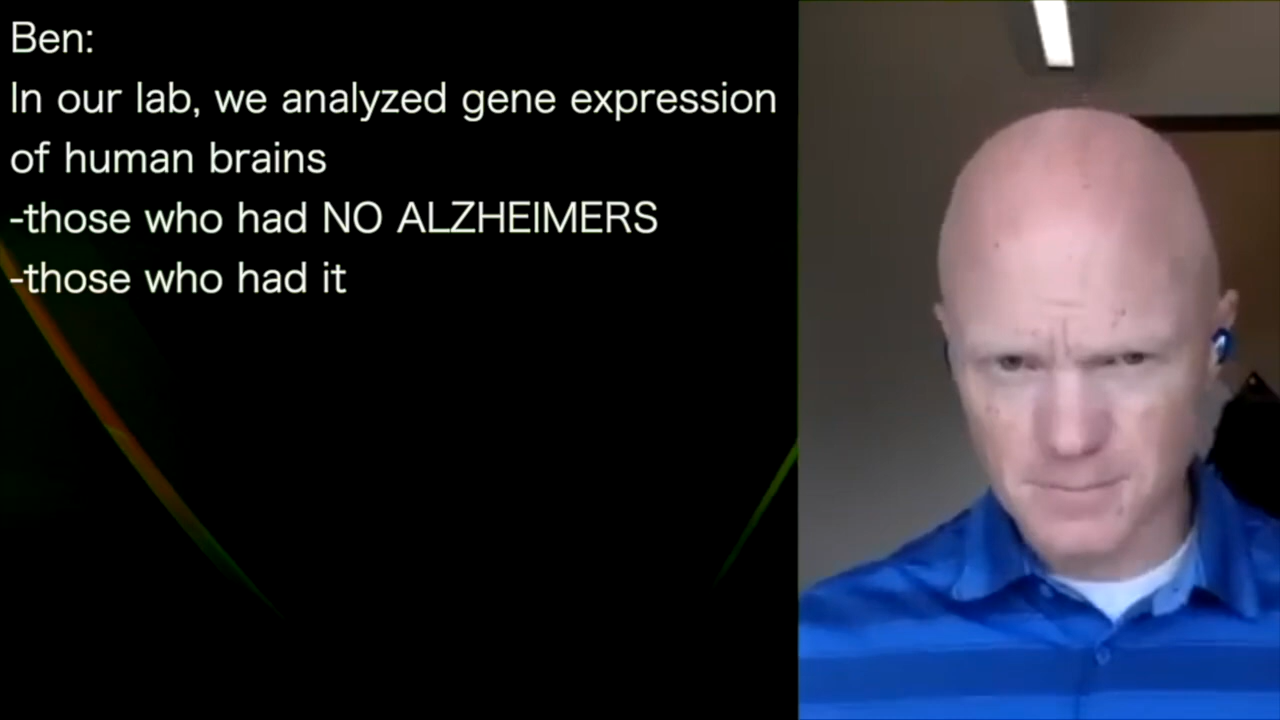 Ben:
In our lab, we analyzed gene expression
of human brains
-those who had NO ALZHEIMERS
-those who had it